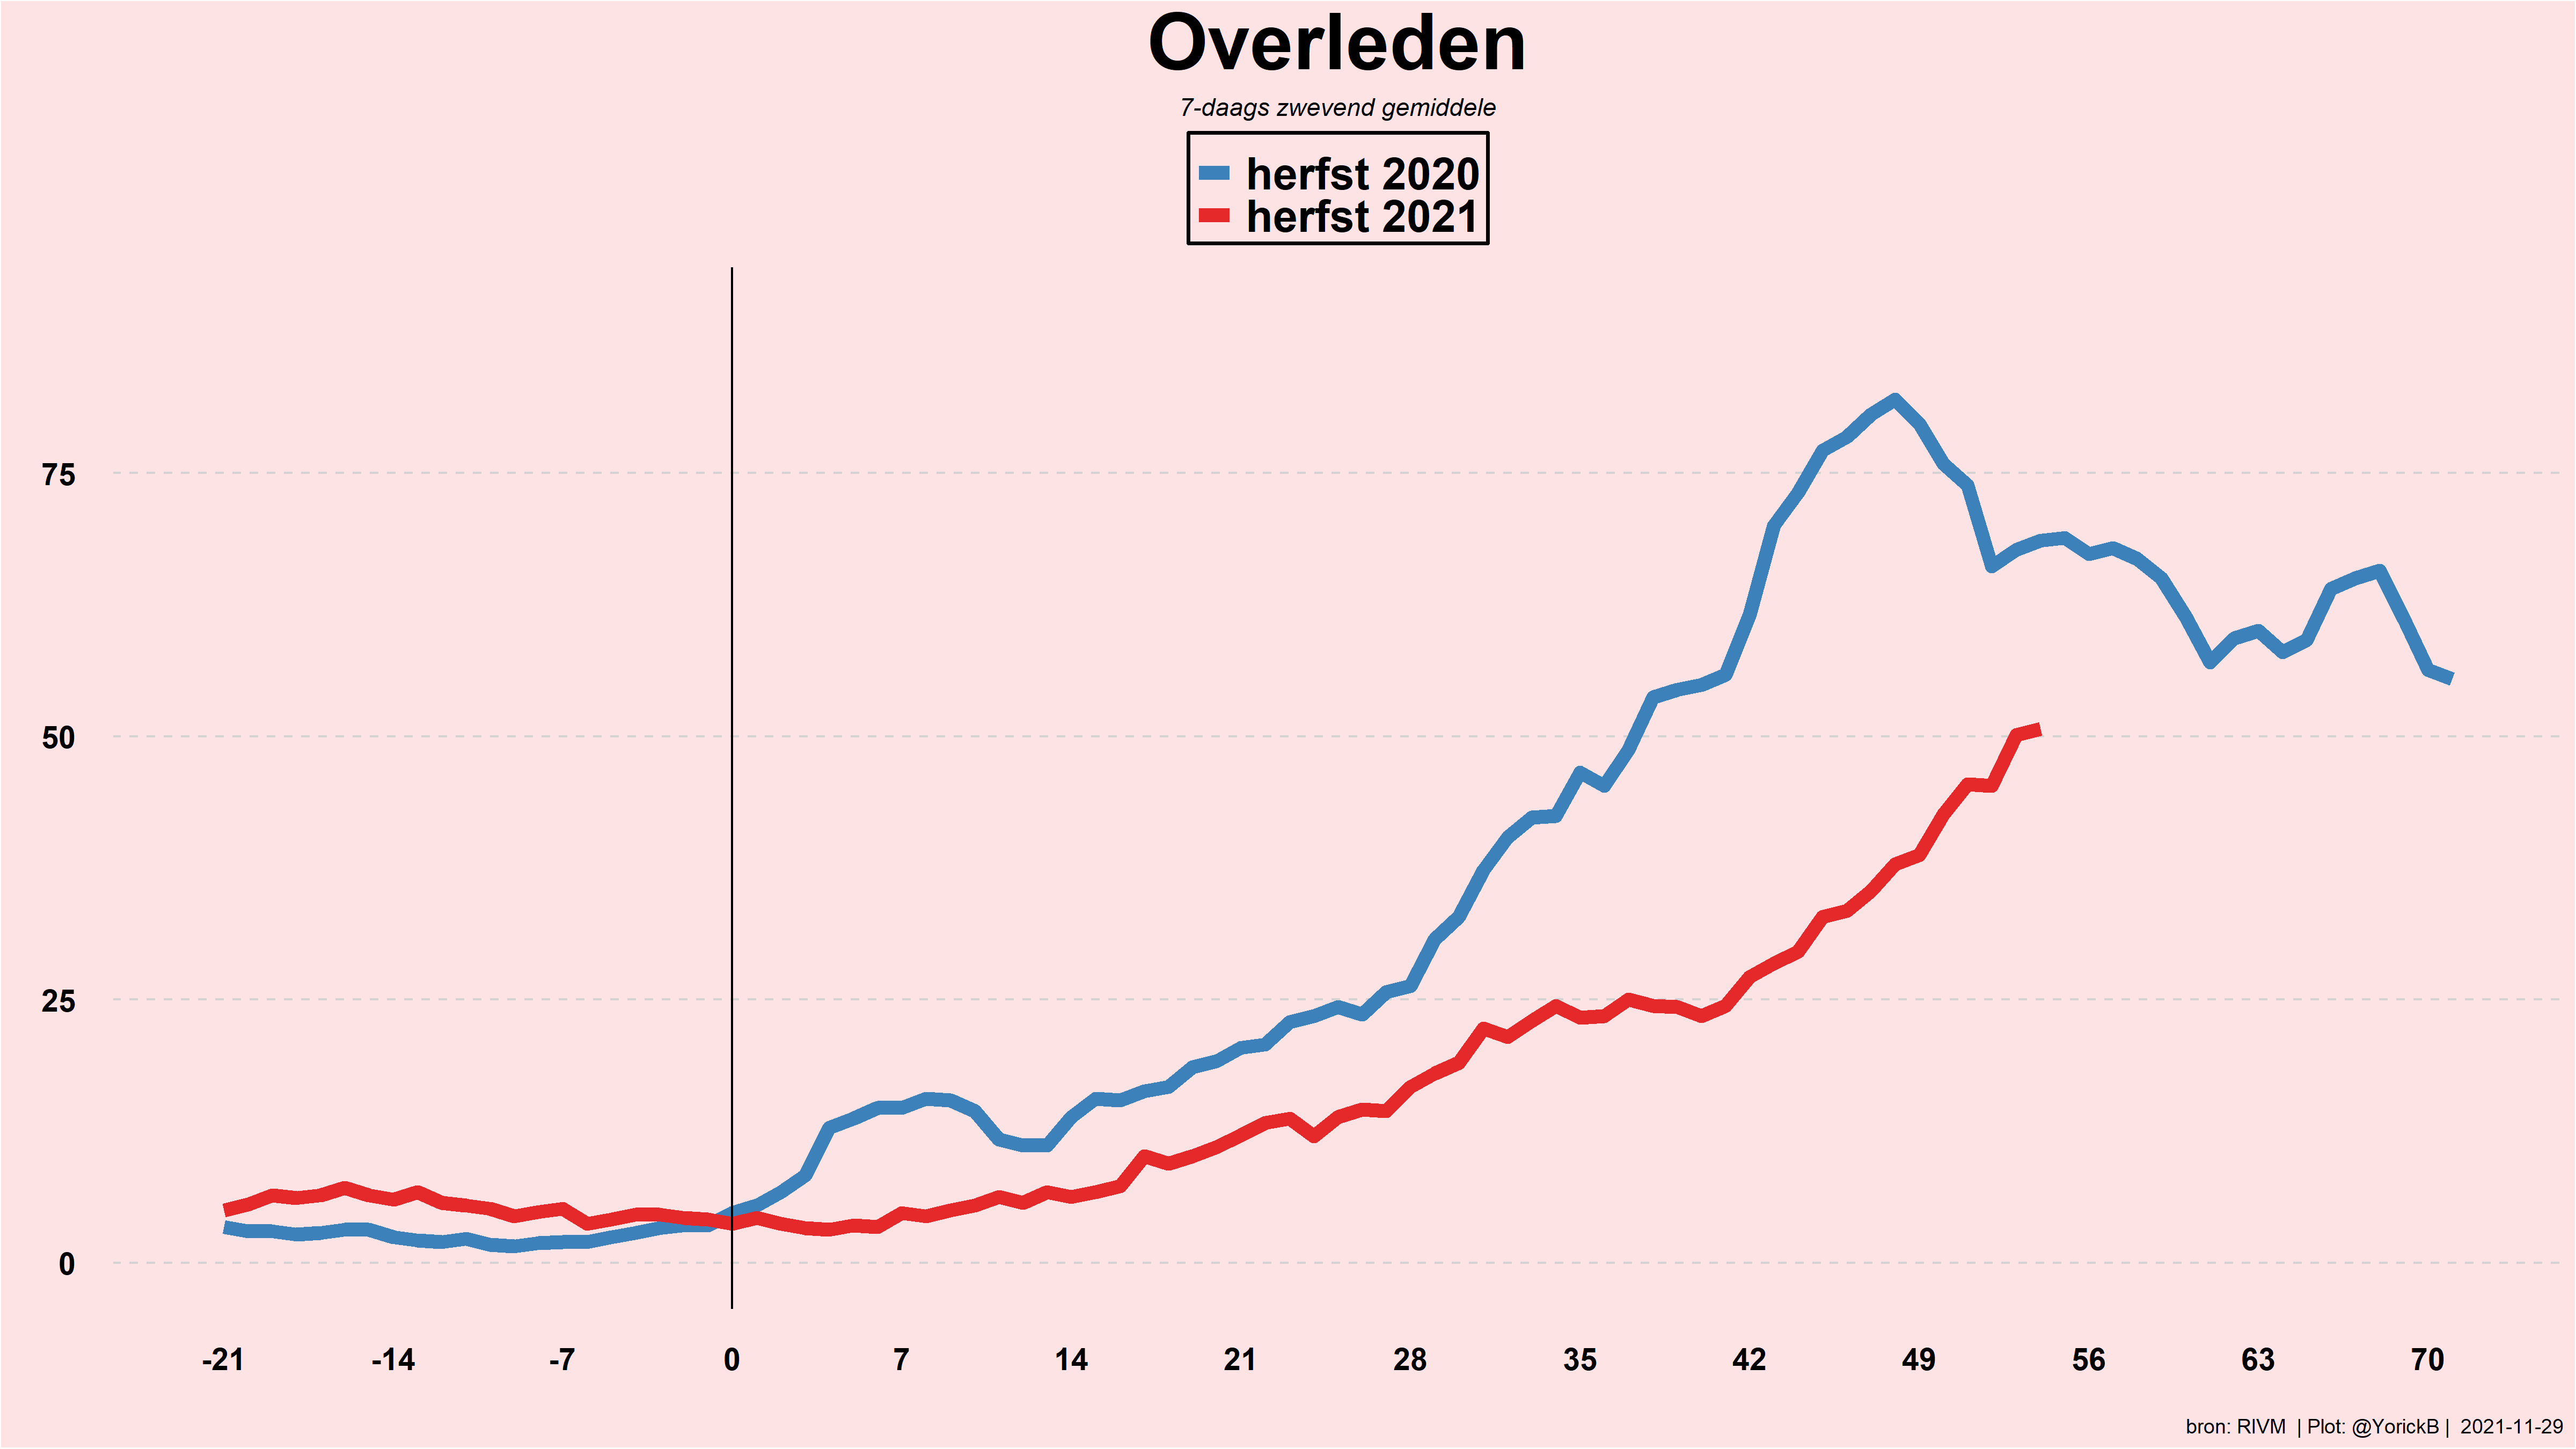 Overleden
7-daags zwevend gemiddele
herfst 2020
herfst 2021
75
50
25
0
-21 -14 -7 0 7 14 21 28 35 42 49 56 63 70
bron: RIVM | Plot: @YorickB | 2021-11-29